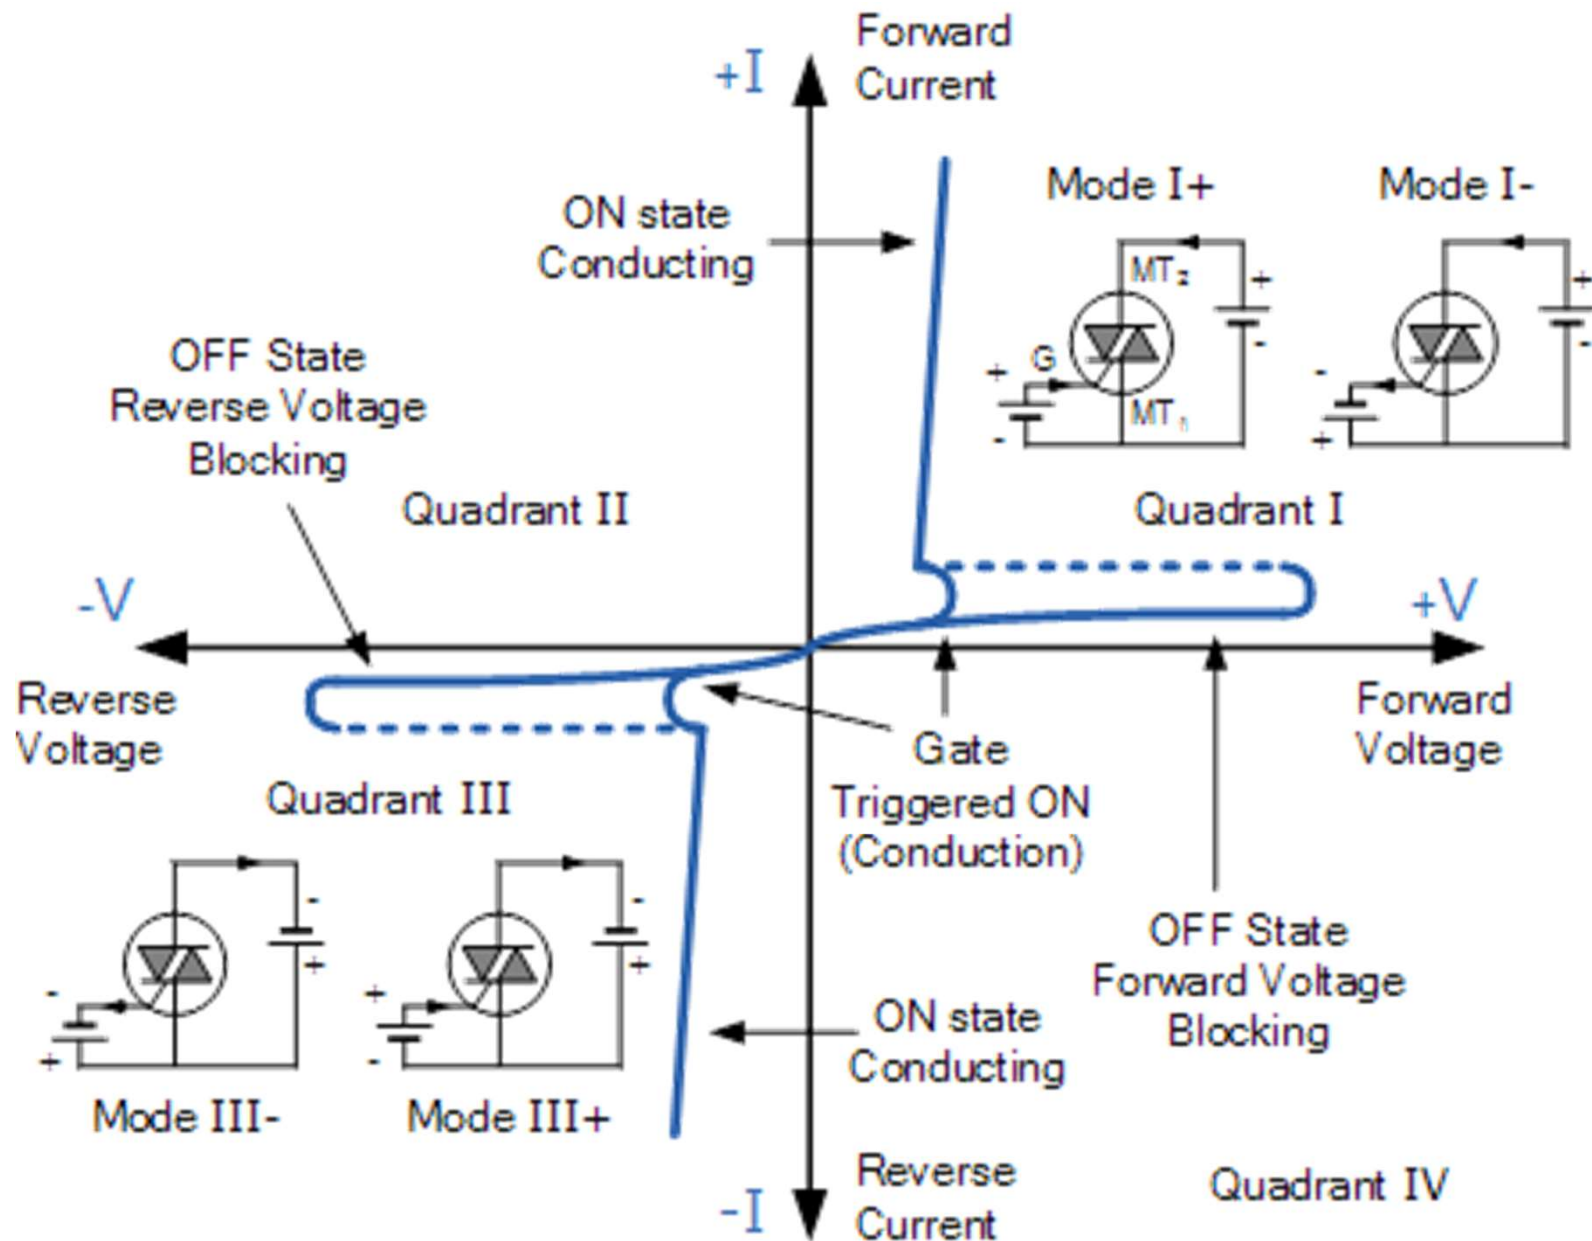 Forward
Current
+I
Mode I+
Mode I-
ON state
Conducting
MT₂
+
-
G
+
-
MT₁
+
-
-
+
OFF State
Reverse Voltage
Blocking
Quadrant II
Quadrant I
-V
+V
Reverse
Voltage
Forward
Voltage
Gate
Triggered ON
(Conduction)
Quadrant III
-
+
-
+
-
+
+
-
OFF State
Forward Voltage
Blocking
ON state
Conducting
Mode III-
Mode III+
-I
Reverse
Current
Quadrant IV